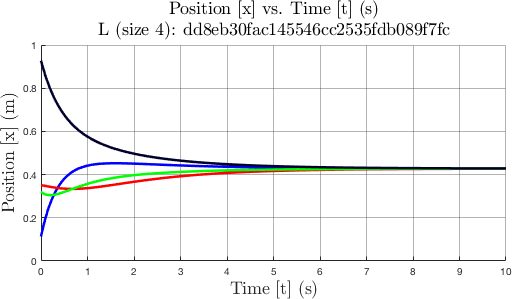 Position [x] vs. Time [t] (s)
L (size 4): dd8eb30fac145546cc2535fdb089f7fc
Position [x] (m)
1
0.8
0.6
0.4
0.2
0
0 1 2 3 4 5 6 7 8 9 10
Time [t] (s)